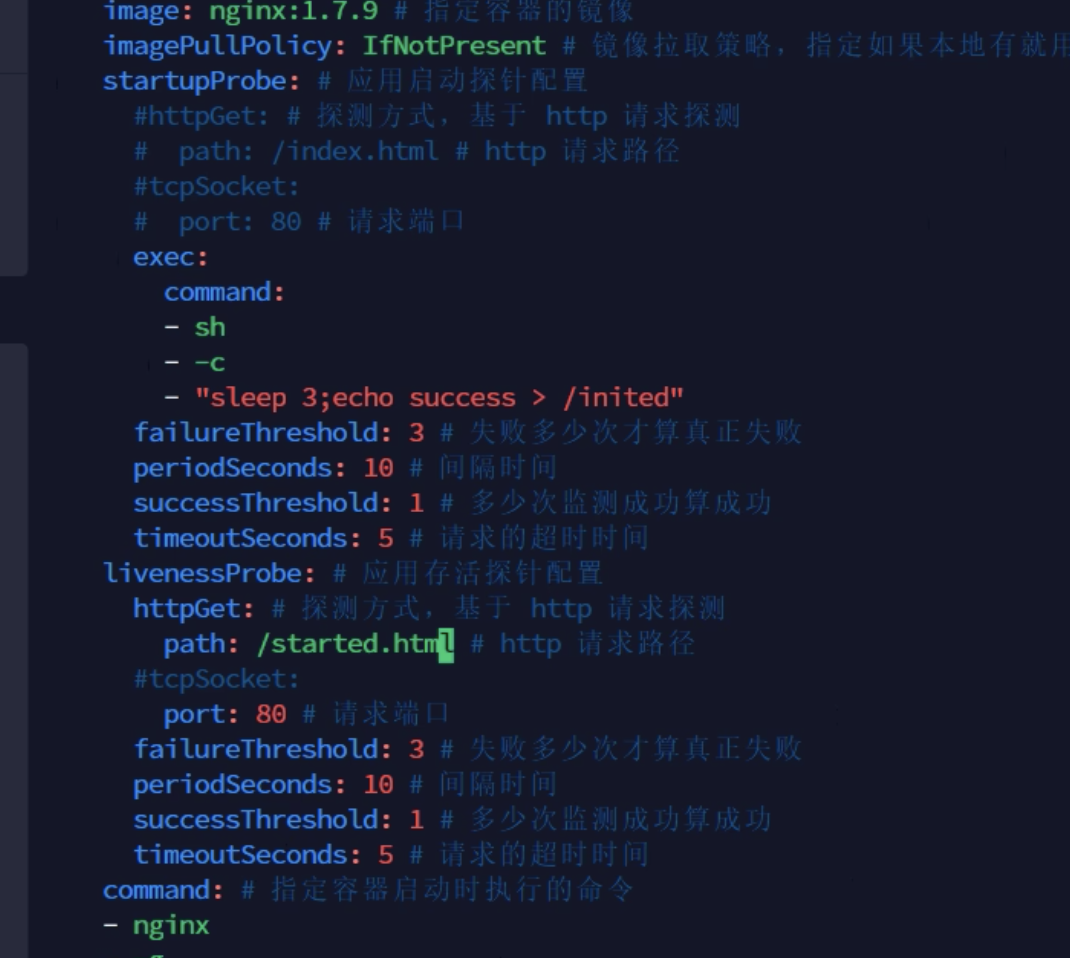 image: nginx:1.7.9 # 指定容器的镜像
imagePullPolicy: IfNotPresent # 镜像拉取策略，指定如果本地有就用
startupProbe: # 应用启动探针配置
  #httpGet: # 探测方式，基于 http 请求探测
  #  path: /index.html # http 请求路径
  #tcpSocket:
  #  port: 80 # 请求端口
  exec:
    command:
    - sh
    - -c
    - "sleep 3;echo success > /inited"
  failureThreshold: 3 # 失败多少次才算真正失败
  periodSeconds: 10 # 间隔时间
  successThreshold: 1 # 多少次监测成功算成功
  timeoutSeconds: 5 # 请求的超时时间
livenessProbe: # 应用存活探针配置
  httpGet: # 探测方式，基于 http 请求探测
    path: /started.html # http 请求路径
  #tcpSocket:
    port: 80 # 请求端口
  failureThreshold: 3 # 失败多少次才算真正失败
  periodSeconds: 10 # 间隔时间
  successThreshold: 1 # 多少次监测成功算成功
  timeoutSeconds: 5 # 请求的超时时间
command: # 指定容器启动时执行的命令
- nginx